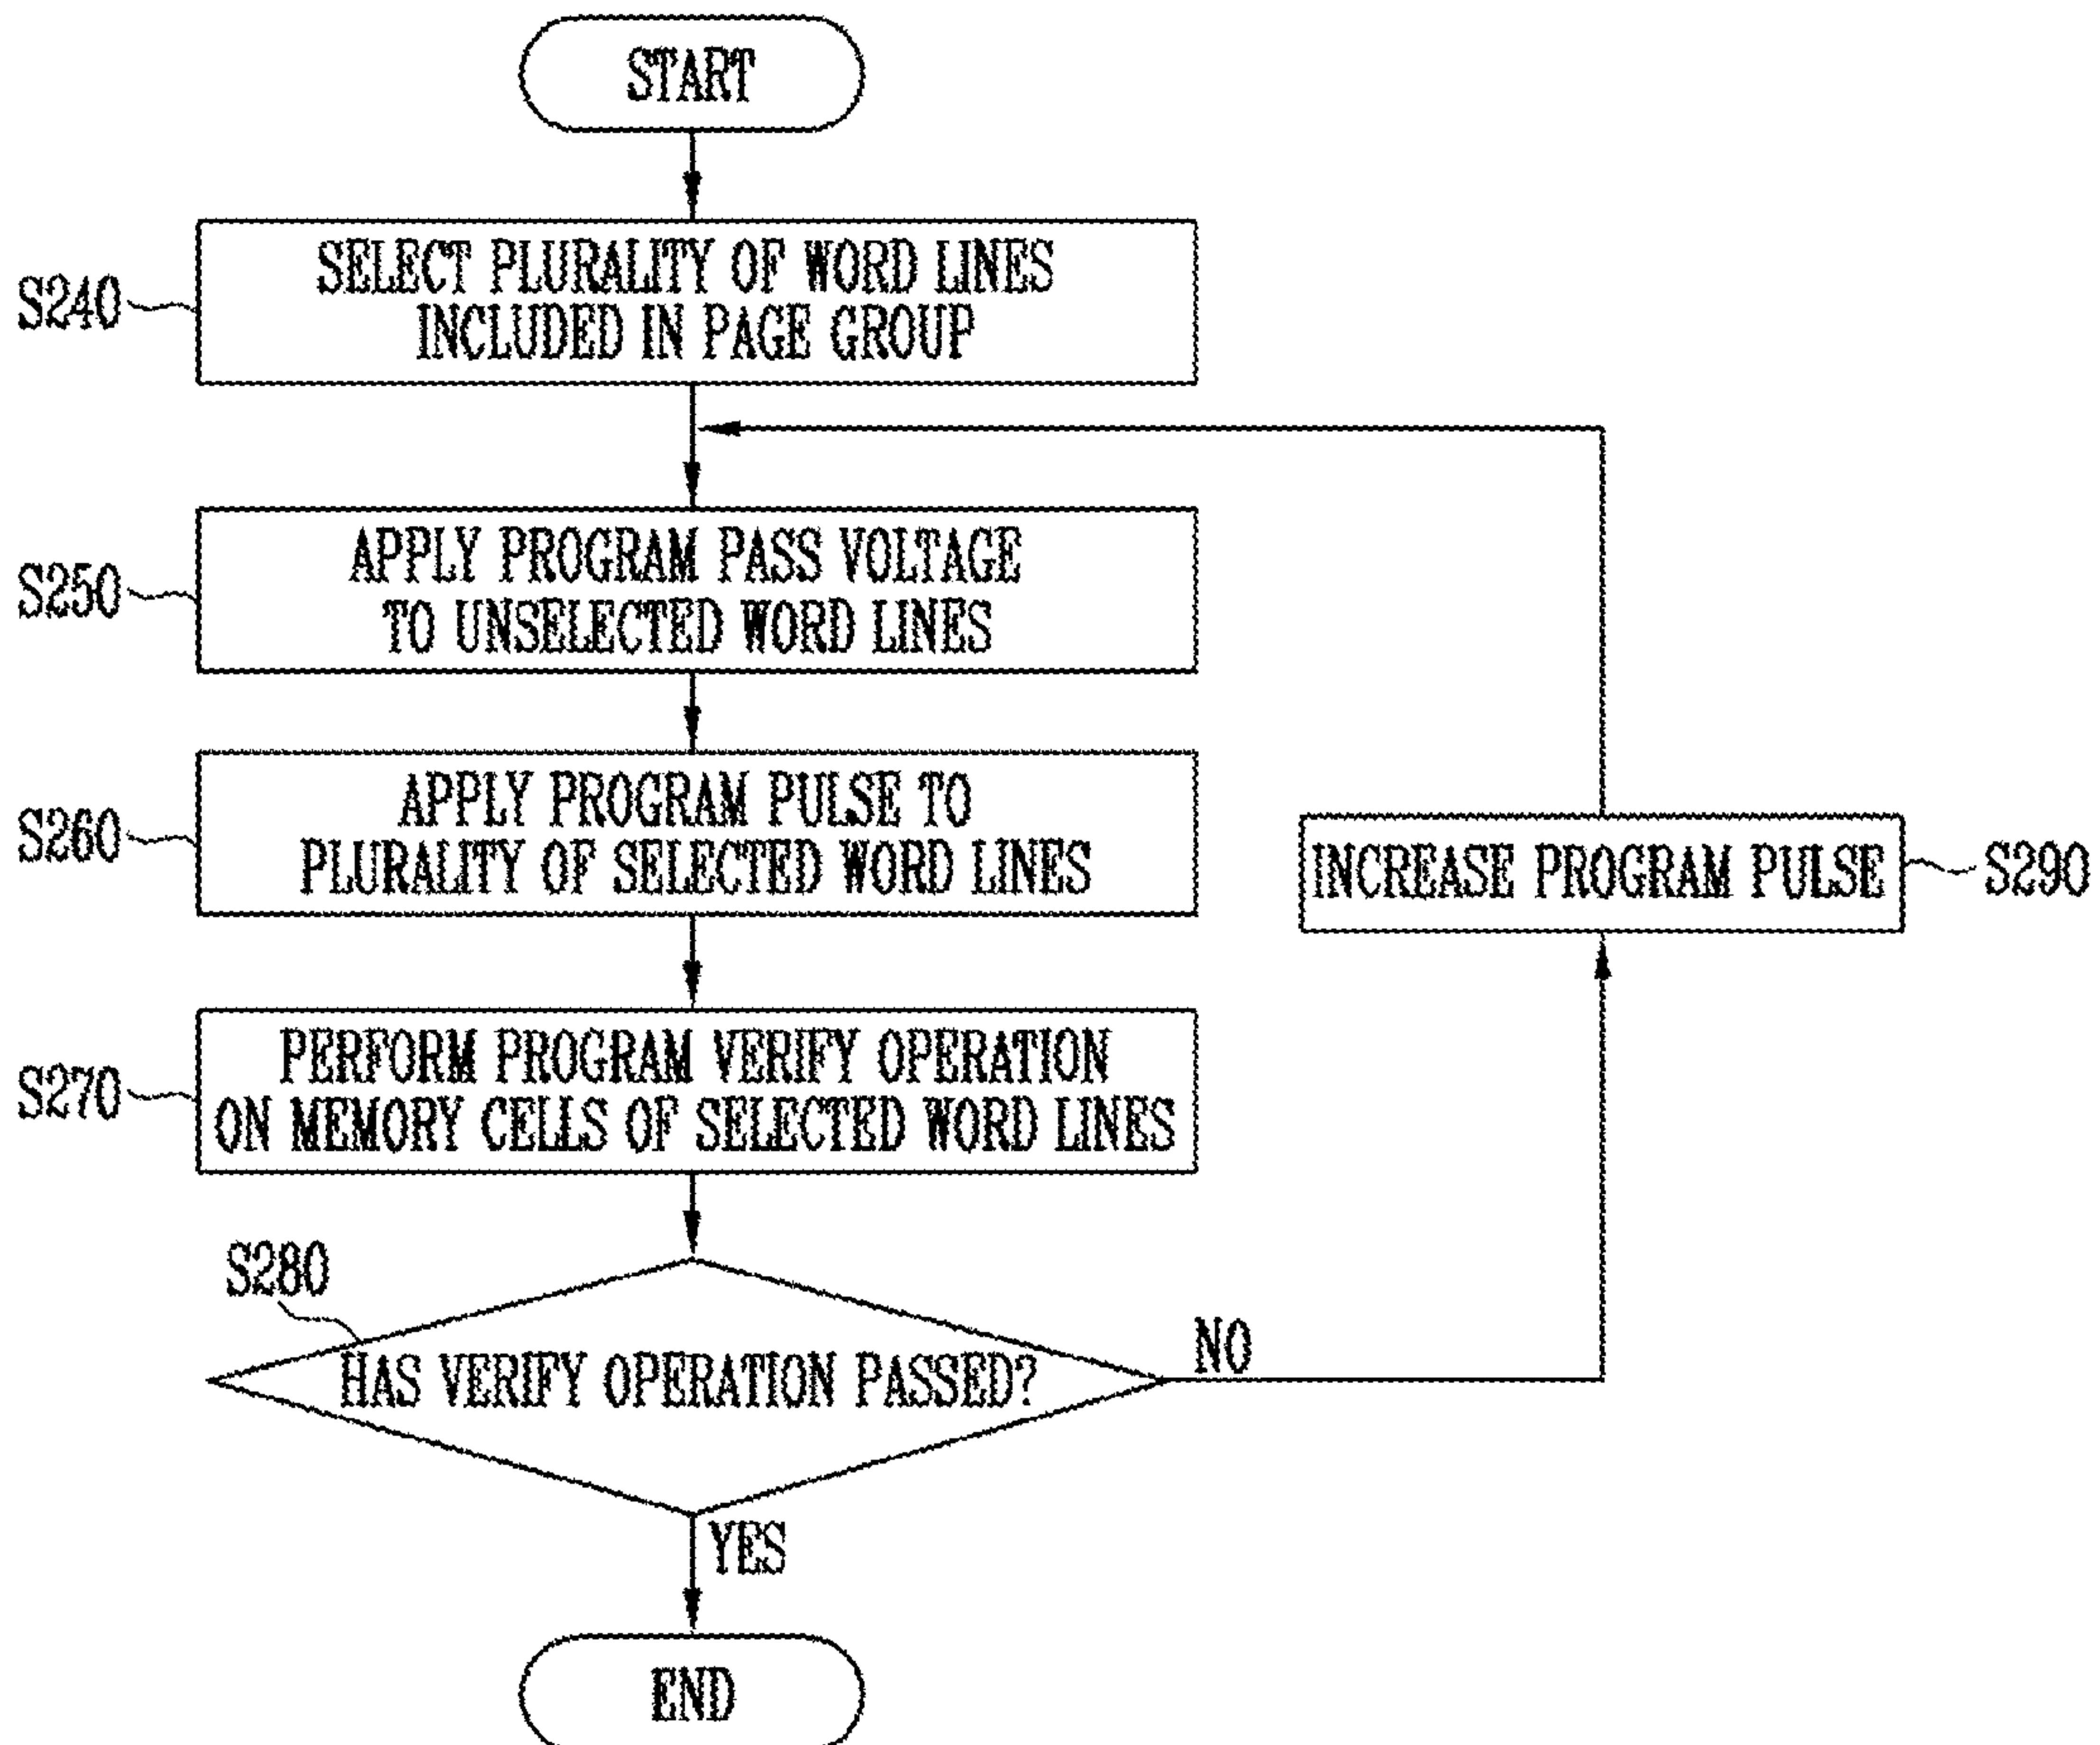 START
S240
SELECT PLURALITY OF WORD LINES
INCLUDED IN PAGE GROUP
S250
APPLY PROGRAM PASS VOLTAGE
TO UNSELECTED WORD LINES
S260
APPLY PROGRAM PULSE TO
PLURALITY OF SELECTED WORD LINES
INCREASE PROGRAM PULSE
S290
S270
PERFORM PROGRAM VERIFY OPERATION
ON MEMORY CELLS OF SELECTED WORD LINES
S280
HAS VERIFY OPERATION PASSED?
NO
YES
END